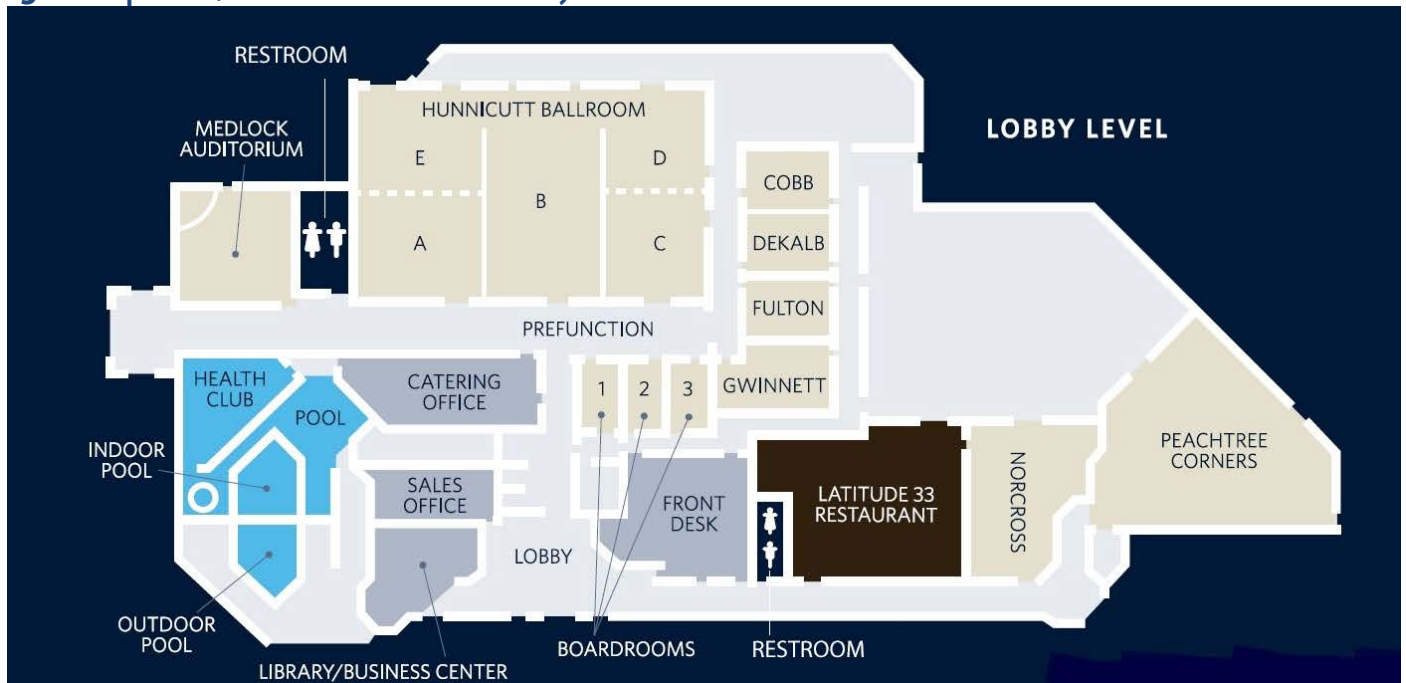 RESTROOM
HUNNICUTT BALLROOM
MEDLOCK
AUDITORIUM
LOBBY LEVEL
E
D
B
COBB
A
C
DEKALB
FULTON
PREFUNCTION
HEALTH
CLUB
CATERING
OFFICE
1
2
3
GWINNETT
POOL
INDOOR
POOL
SALES
OFFICE
FRONT
DESK
LATITUDE 33
RESTAURANT
NORCROSS
PEACHTREE
CORNERS
LOBBY
OUTDOOR
POOL
BOARDROOMS
RESTROOM
LIBRARY/BUSINESS CENTER